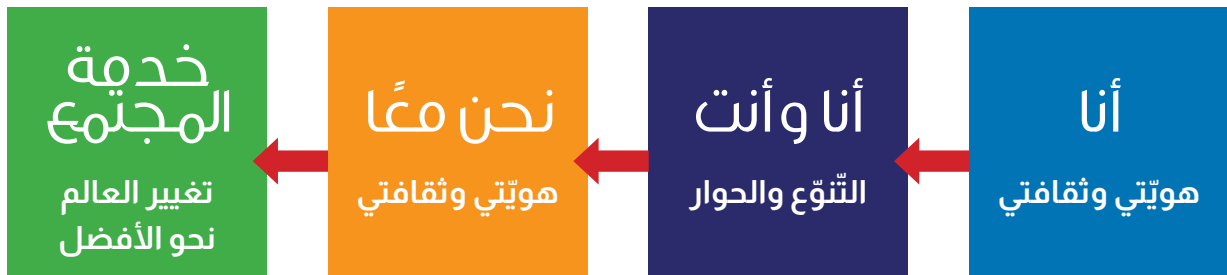 أنا
هويّتي وثقافتي
أنا وأنت
التّنوّع والحوار
نحن معًا
هويّتي وثقافتي
خدمة
المجتمع
تغيير العالم
نحو الأفضل